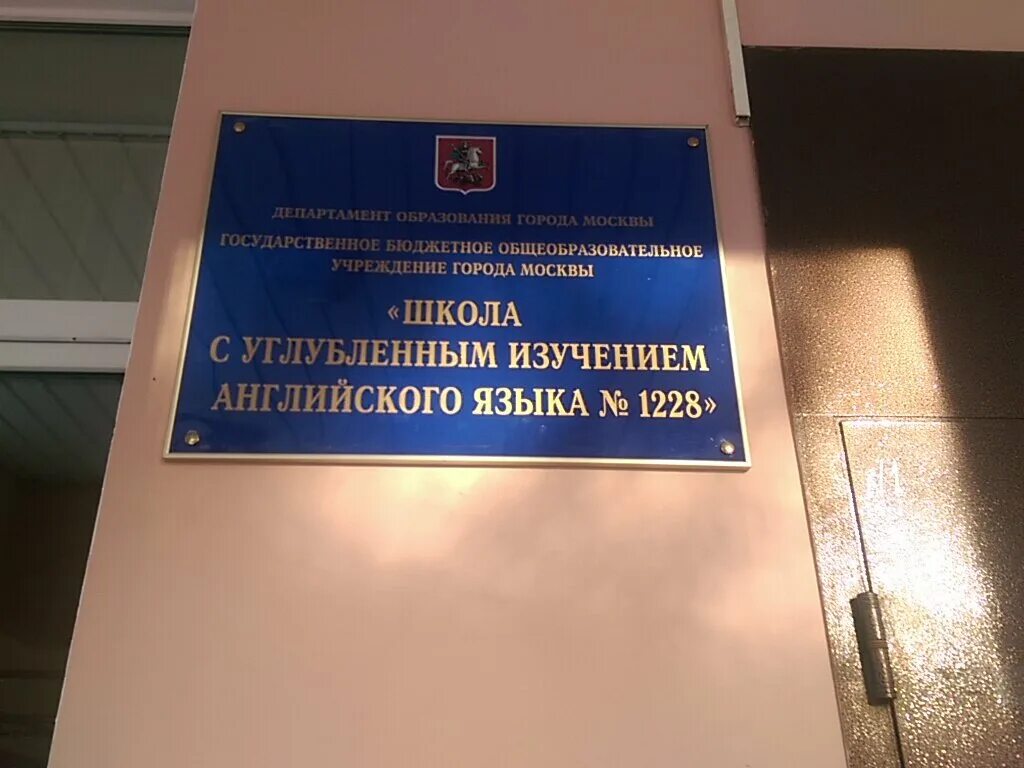 ДЕПАРТАМЕНТ ОБРАЗОВАНИЯ ГОРОДА МОСКВЫ
ГОСУДАРСТВЕННОЕ БЮДЖЕТНОЕ ОБЩЕОБРАЗОВАТЕЛЬНОЕ
УЧРЕЖДЕНИЕ ГОРОДА МОСКВЫ
«ШКОЛА
С УГЛУБЛЕННЫМ ИЗУЧЕНИЕМ
АНГЛИЙСКОГО ЯЗЫКА № 1228»